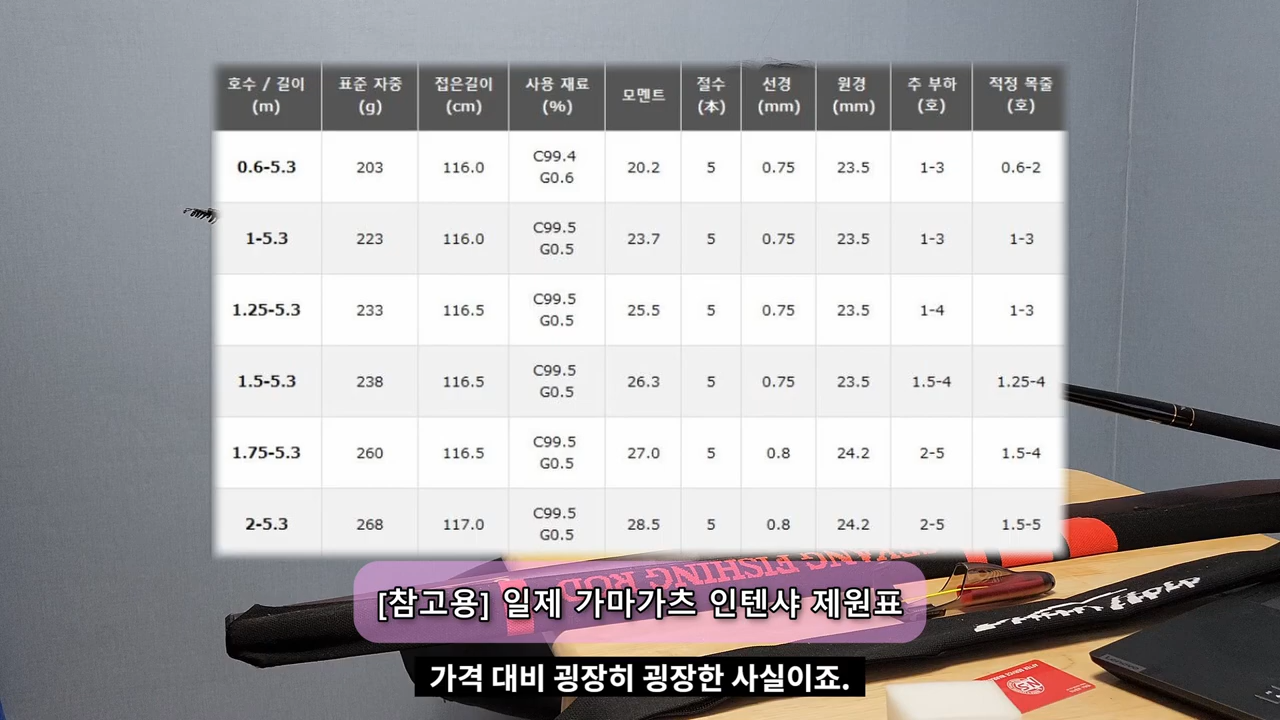 호수 / 길이 표준 자중 접은길이 사용 재료 모멘트 절수 선경 원경 추 부하 적정 목줄
(m) (g) (cm) (%) (本) (mm) (mm) (호) (호)
0.6-5.3 203 116.0 C99.4 G0.6 20.2 5 0.75 23.5 1-3 0.6-2
1-5.3 223 116.0 C99.5 G0.5 23.7 5 0.75 23.5 1-3 1-3
1.25-5.3 233 116.5 C99.5 G0.5 25.5 5 0.75 23.5 1-4 1-3
1.5-5.3 238 116.5 C99.5 G0.5 26.3 5 0.75 23.5 1.5-4 1.25-4
1.75-5.3 260 116.5 C99.5 G0.5 27.0 5 0.8 24.2 2-5 1.5-4
2-5.3 268 117.0 C99.5 G0.5 28.5 5 0.8 24.2 2-5 1.5-5
FISHING ROD
[참고용] 일제 가마가츠 인텐샤 제원표
가격 대비 굉장히 굉장한 사실이죠.